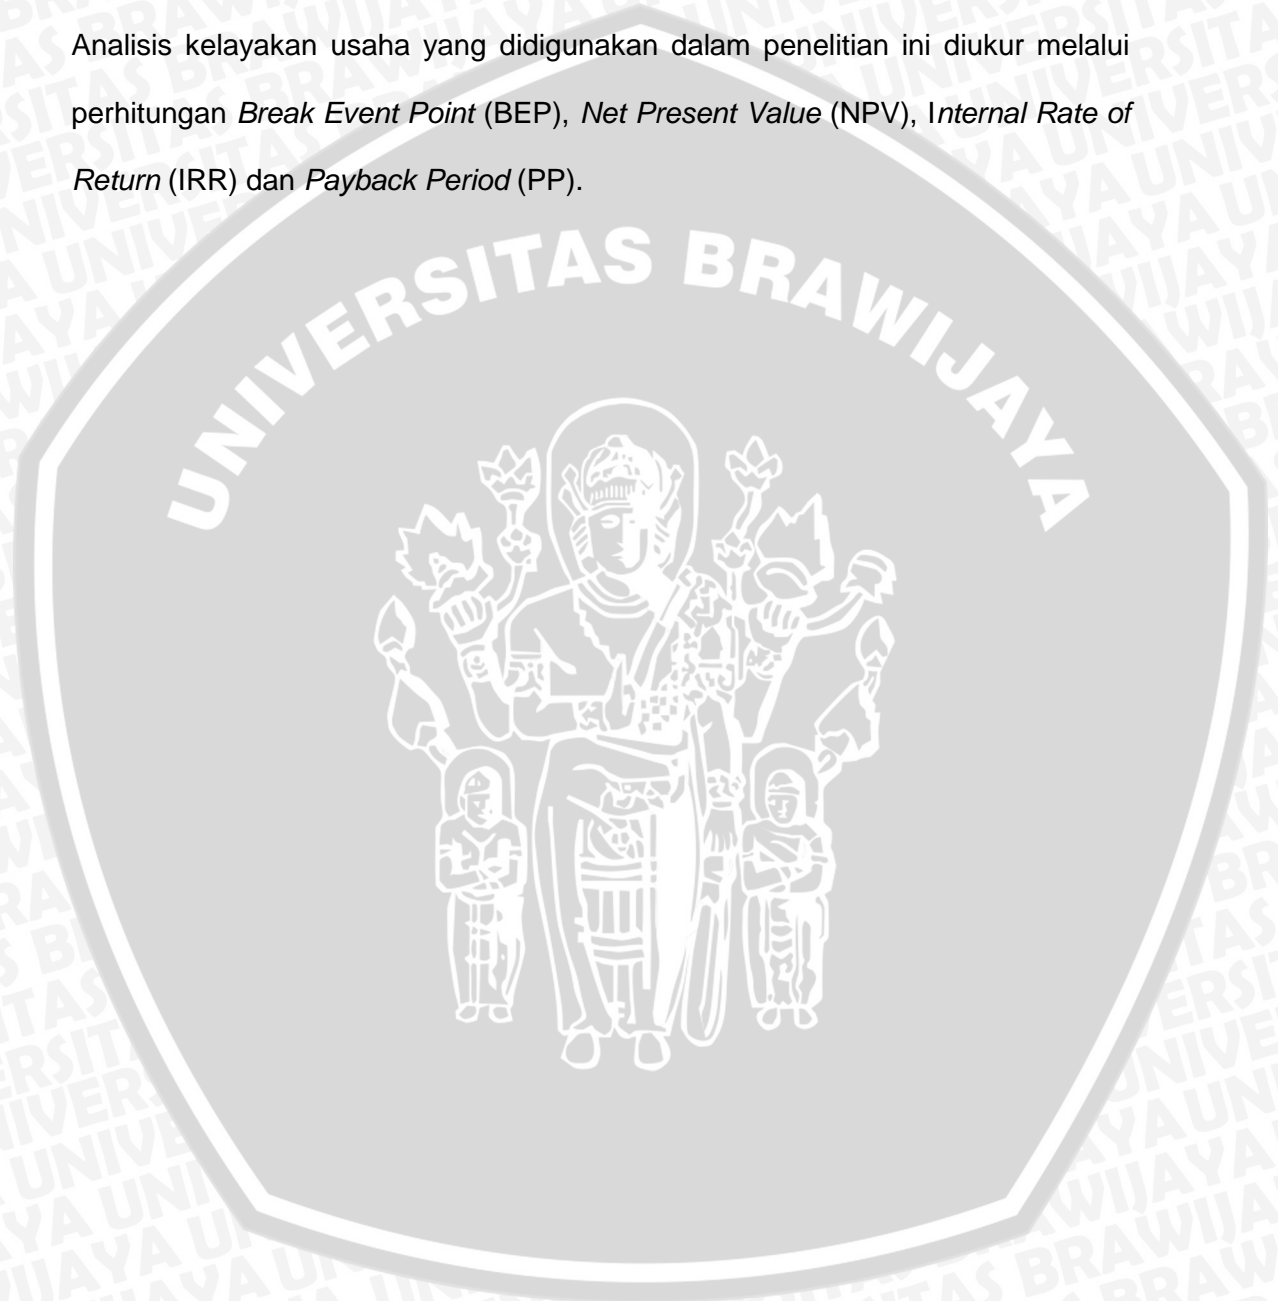 Analisis kelayakan usaha yang didigunakan dalam penelitian ini diukur melalui
perhitungan Break Event Point (BEP), Net Present Value (NPV), Internal Rate of
Return (IRR) dan Payback Period (PP).
UNIVERSITAS BRAWIJAYA